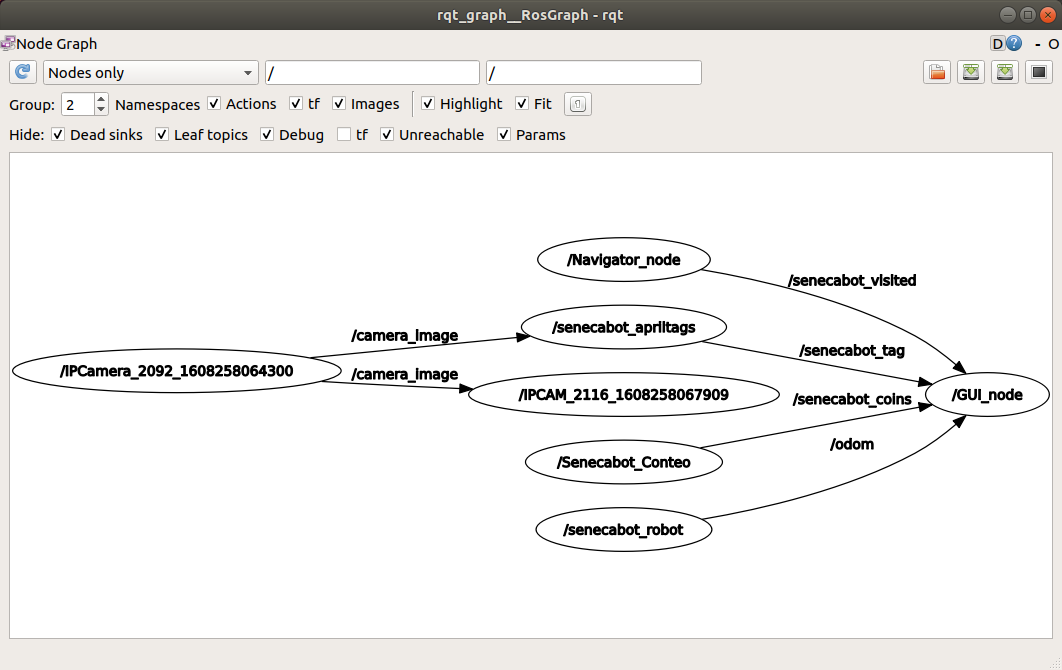 rqt_graph__RosGraph - rqt
Node Graph
D
?
- O
Nodes only
/
/
Group: 2 Namespaces Actions tf Images Highlight Fit
Hide: Dead sinks Leaf topics Debug tf Unreachable Params
/Navigator_node
/senecabot_visited
/senecabot_apriltags
/camera_image
/senecabot_tag
/IPCamera_2092_1608258064300
/camera_image
/IPCAM_2116_1608258067909
/GUI_node
/senecabot_coins
/odom
/Senecabot_Conteo
/senecabot_robot